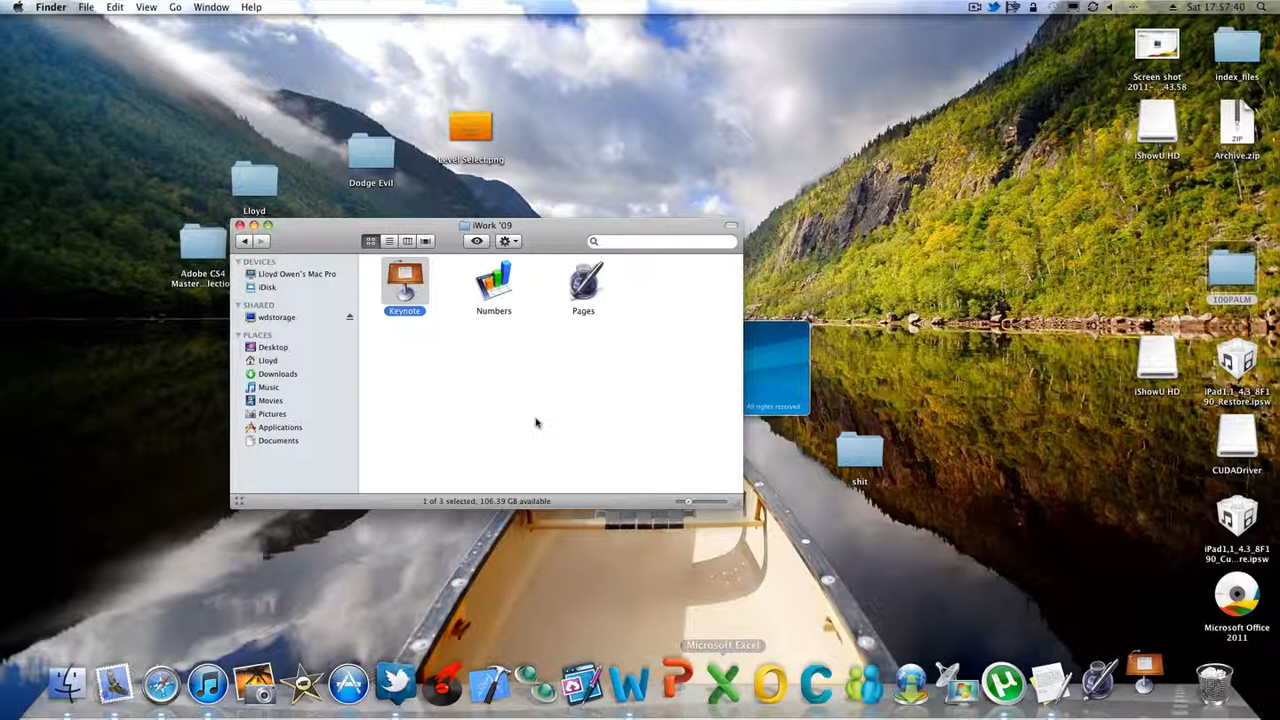 Finder File Edit View Go Window Help
Sat 17.57.40
Screen shot
2011-....43.58
index_files
iShowU HD
Archive.zip
Level Select.png
Dodge Evil
Lloyd
Adobe CS4
Master...lectio
100PALM
iWork '09
DEVICES
Lloyd Owen's Mac Pro
iDisk
SHARED
wdstorage
PLACES
Desktop
Lloyd
Downloads
Music
Movies
Pictures
Applications
Documents
Keynote
Numbers
Pages
1 of 3 selected, 106.39 GB available
All rights reserved
shit
iShowU HD
iPad1,1_4.3_8F1
90_Restore.ipsw
CUDADriver
iPad1,1_4.3_8F1
90_Cu...re.ipsw
Microsoft Office
2011
Microsoft Excel
ZIP